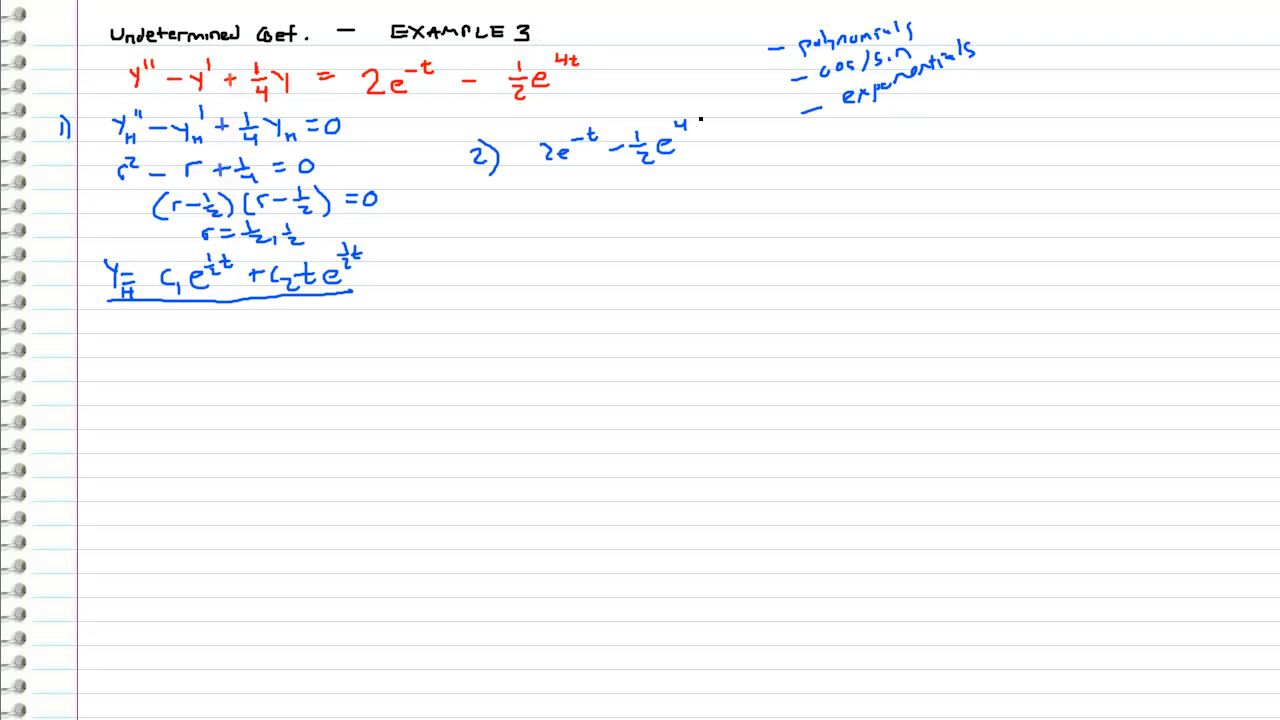 Undetermined Coef. — EXAMPLE 3
y'' - y' + 1/4 y = 2e^{-t} - 1/2 e^{4t}
- polynomials
- cos/sin
- exponentials
1) y_H'' - y_H' + 1/4 y_H = 0
r² - r + 1/4 = 0
(r - 1/2)(r - 1/2) = 0
r = 1/2, 1/2
y_H = c₁e^{1/2 t} + c₂te^{1/2 t}
2) 2e^{-t} - 1/2 e^4